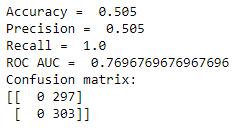 Accuracy =  0.505
Precision =  0.505
Recall =  1.0
ROC AUC =  0.7696769676967696
Confusion matrix:
[[  0 297]
 [  0 303]]